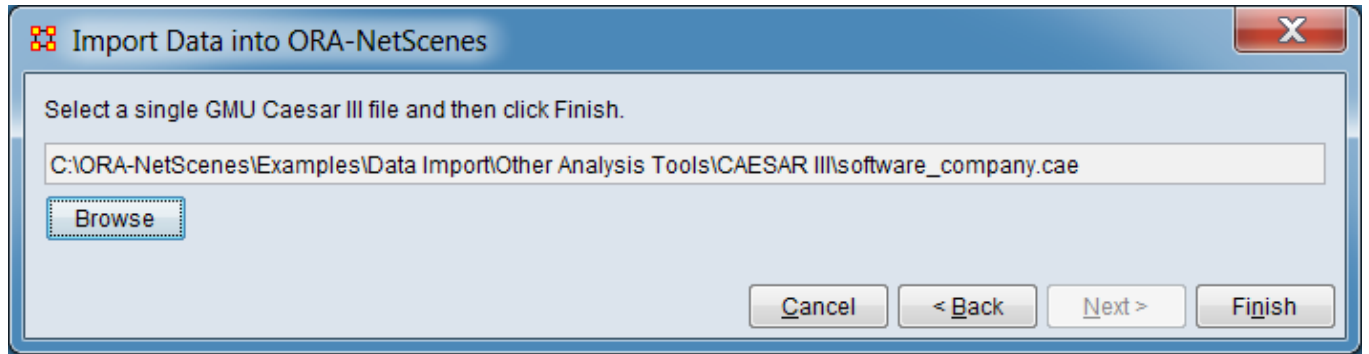 Import Data into ORA-NetScenes
X
Select a single GMU Caesar III file and then click Finish.
C:\ORA-NetScenes\Examples\Data Import\Other Analysis Tools\CAESAR III\software_company.cae
Browse
Cancel < Back Next > Finish